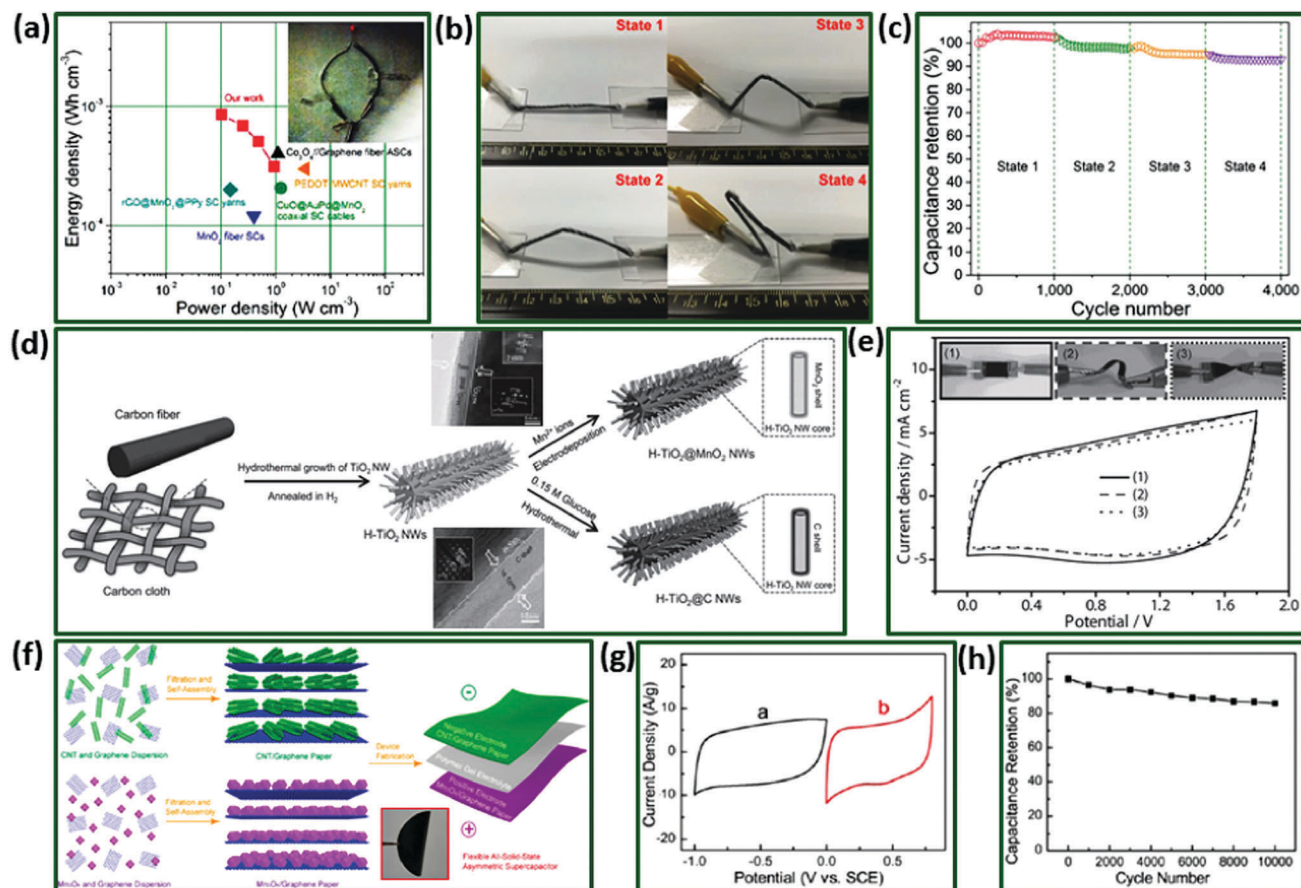 (a)
Energy density (Wh cm⁻³)
10⁻³
10⁻⁴
Our work
Co₃O₄//Graphene fiber ASCs
PEDOT/MWCNT SC yarns
rGO@MnO₂@PPy SC yarns
CuO@AuPd@MnO₂
coaxial SC cables
MnO₂ fiber SCs
10⁻³ 10⁻² 10⁻¹ 10⁰ 10¹ 10²
Power density (W cm⁻³)
(b)
State 1
State 3
State 2
State 4
(c)
Capacitance retention (%)
100
90
80
70
60
50
40
30
20
10
0
State 1 State 2 State 3 State 4
0 1,000 2,000 3,000 4,000
Cycle number
(d)
Carbon fiber
Carbon cloth
Hydrothermal growth of TiO₂ NW
Annealed in H₂
H-TiO₂ NWs
Mn²⁺ ions
Electrodeposition
0.15 M Glucose
Hydrothermal
H-TiO₂@MnO₂ NWs
MnO₂ shell
H-TiO₂ NW core
H-TiO₂@C NWs
C shell
H-TiO₂ NW core
(e)
(1) (2) (3)
Current density / mA cm⁻²
10
5
0
-5
(1)
(2)
(3)
0.0 0.6 1.2 1.8 2.4
Potential / V
(f)
CNT and Graphene Dispersion
Filtration and
Self-Assembly
CNT/Graphene Paper
Mn₃O₄ and Graphene Dispersion
Filtration and
Self-Assembly
Mn₃O₄/Graphene Paper
Device
Fabrication
-
Negative Electrode
CNT/Graphene Paper
Polymer Gel Electrolyte
Positive Electrode
Mn₃O₄/Graphene Paper
+
Flexible All-Solid-State
Asymmetric Supercapacitor
(g)
Current Density (A/g)
20
10
0
-10
-20
a
b
-1.0 -0.5 0.0 0.5
Potential (V vs. SCE)
(h)
Capacitance Retention (%)
100
80
60
40
20
0
0 2000 4000 6000 8000 10000
Cycle Number